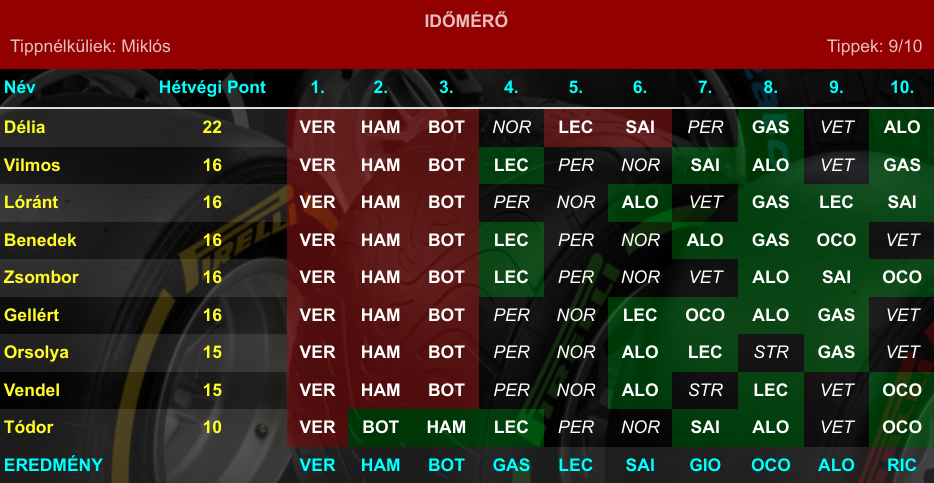 IDŐMÉRŐ
Tippnélküliek: Miklós Tippek: 9/10
Név Hétvégi Pont 1. 2. 3. 4. 5. 6. 7. 8. 9. 10.
Délia 22 VER HAM BOT NOR LEC SAI PER GAS VET ALO
Vilmos 16 VER HAM BOT LEC PER NOR SAI ALO VET GAS
Lóránt 16 VER HAM BOT PER NOR ALO VET GAS LEC SAI
Benedek 16 VER HAM BOT LEC PER NOR ALO GAS OCO VET
Zsombor 16 VER HAM BOT LEC PER NOR VET ALO SAI OCO
Gellért 16 VER HAM BOT PER NOR LEC OCO ALO GAS VET
Orsolya 15 VER HAM BOT PER NOR ALO LEC STR GAS VET
Vendel 15 VER HAM BOT PER NOR ALO STR LEC VET OCO
Tódor 10 VER BOT HAM LEC PER NOR SAI ALO VET OCO
EREDMÉNY VER HAM BOT GAS LEC SAI GIO OCO ALO RIC
PIRELLI